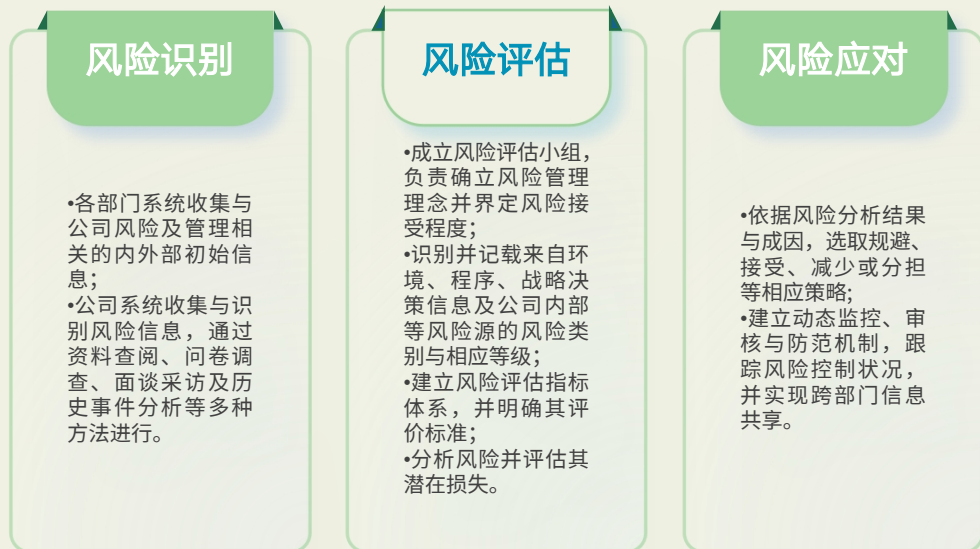 风险识别
•各部门系统收集与
公司风险及管理相
关的内外部初始信
息；
•公司系统收集与识
别风险信息，通过
资料查阅、问卷调
查、面谈采访及历
史事件分析等多种
方法进行。
风险评估
•成立风险评估小组，
负责确立风险管理
理念并界定风险接
受程度；
•识别并记载来自环
境、程序、战略决
策信息及公司内部
等风险源的风险类
别与相应等级；
•建立风险评估指标
体系，并明确其评
价标准；
•分析风险并评估其
潜在损失。
风险应对
•依据风险分析结果
与成因，选取规避、
接受、减少或分担
等相应策略;
•建立动态监控、审
核与防范机制，跟
踪风险控制状况，
并实现跨部门信息
共享。